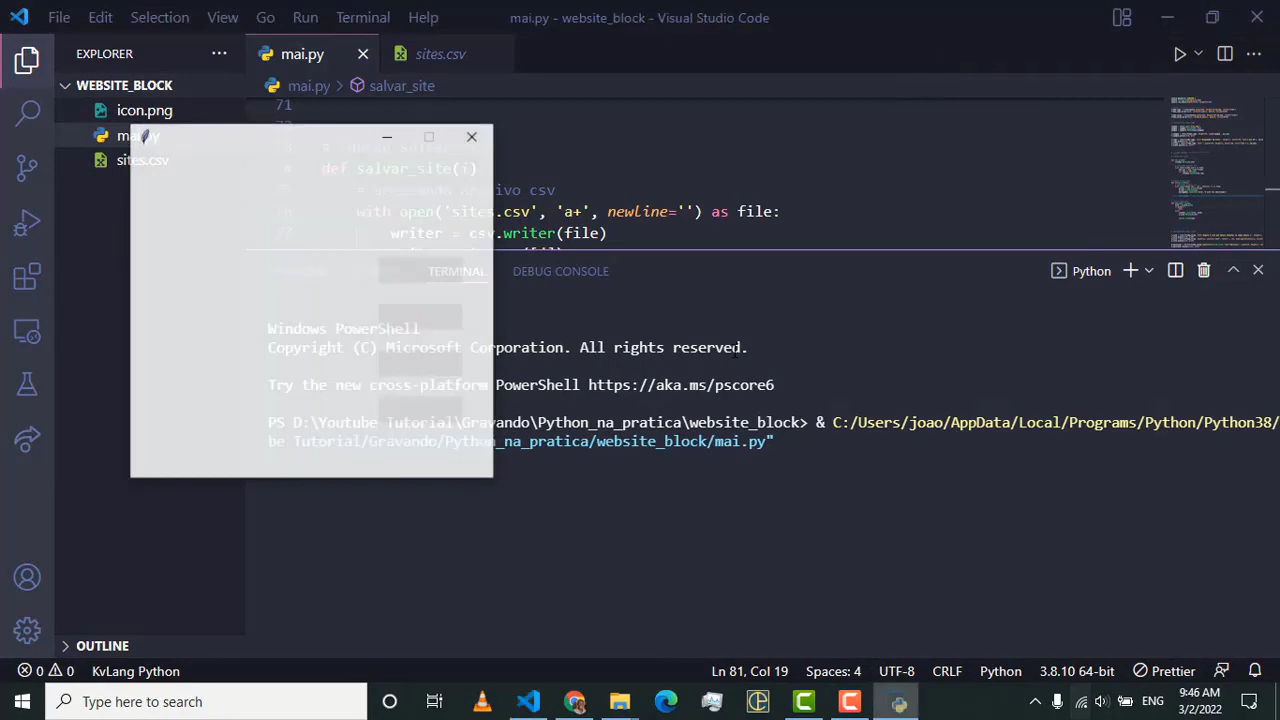 File Edit Selection View Go Run Terminal Help mai.py - website_block - Visual Studio Code
EXPLORER
mai.py
sites.csv
WEBSITE_BLOCK
mai.py > salvar_site
icon.png
71
mai.py
sites.csv
def salvar_site(i)
csv
with open('sites.csv', 'a+', newline='') as file:
writer = csv.writer(file)
TERMINAL DEBUG CONSOLE
Python
Windows PowerShell
Copyright (C) Microsoft Corporation. All rights reserved.
Try the new cross-platform PowerShell https://aka.ms/pscore6
PS D:\Youtube Tutorial\Gravando\Python_na_pratica\website_block> & C:/Users/joao/AppData/Local/Programs/Python/Python38/
be Tutorial/Gravando/Python_na_pratica/website_block/mai.py"
OUTLINE
0 0 KvLang Python
Ln 81, Col 19 Spaces: 4 UTF-8 CRLF Python 3.8.10 64-bit Prettier
Type here to search
ENG
9:46 AM
3/2/2022